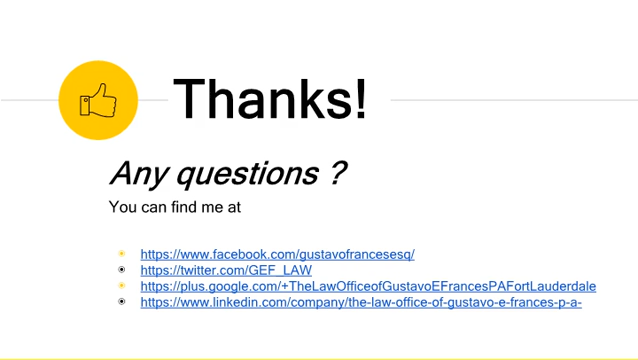 Thanks!
Any questions ?
You can find me at
https://www.facebook.com/gustavofrancesesq/
https://twitter.com/GEF_LAW
https://plus.google.com/+TheLawOfficeofGustavoEFrancesPAFortLauderdale
https://www.linkedin.com/company/the-law-office-of-gustavo-e-frances-p-a-